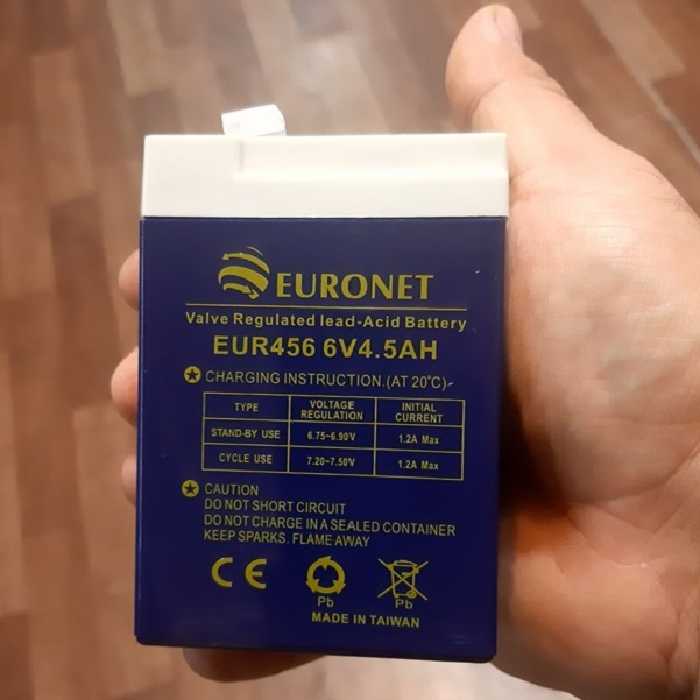 EURONET
Valve Regulated lead-Acid Battery
EUR456 6V4.5AH
CHARGING INSTRUCTION.(AT 20°C)
TYPE VOLTAGE REGULATION INITIAL CURRENT
STAND-BY USE 6.75~6.90V 1.2A Max
CYCLE USE 7.20~7.50V 1.2A Max
CAUTION
DO NOT SHORT CIRCUIT
DO NOT CHARGE IN A SEALED CONTAINER
KEEP SPARKS. FLAME AWAY
CE
Pb Pb
MADE IN TAIWAN